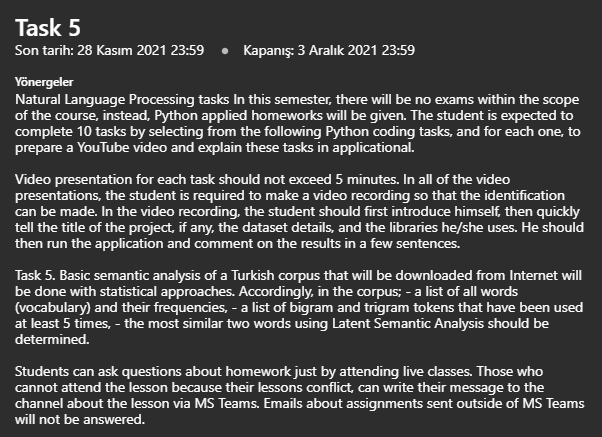 Task 5
Son tarih: 28 Kasım 2021 23:59 • Kapanış: 3 Aralık 2021 23:59
Yönergeler
Natural Language Processing tasks In this semester, there will be no exams within the scope
of the course, instead, Python applied homeworks will be given. The student is expected to
complete 10 tasks by selecting from the following Python coding tasks, and for each one, to
prepare a YouTube video and explain these tasks in applicational.
Video presentation for each task should not exceed 5 minutes. In all of the video
presentations, the student is required to make a video recording so that the identification
can be made. In the video recording, the student should first introduce himself, then quickly
tell the title of the project, if any, the dataset details, and the libraries he/she uses. He should
then run the application and comment on the results in a few sentences.
Task 5. Basic semantic analysis of a Turkish corpus that will be downloaded from Internet will
be done with statistical approaches. Accordingly, in the corpus; - a list of all words
(vocabulary) and their frequencies, - a list of bigram and trigram tokens that have been used
at least 5 times, - the most similar two words using Latent Semantic Analysis should be
determined.
Students can ask questions about homework just by attending live classes. Those who
cannot attend the lesson because their lessons conflict, can write their message to the
channel about the lesson via MS Teams. Emails about assignments sent outside of MS Teams
will not be answered.